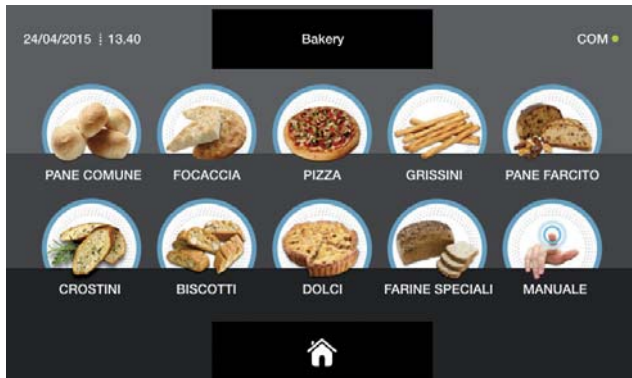 24/04/2015 ⋮ 13.40
Bakery
COM
PANE COMUNE
FOCACCIA
PIZZA
GRISSINI
PANE FARCITO
CROSTINI
BISCOTTI
DOLCI
FARINE SPECIALI
MANUALE